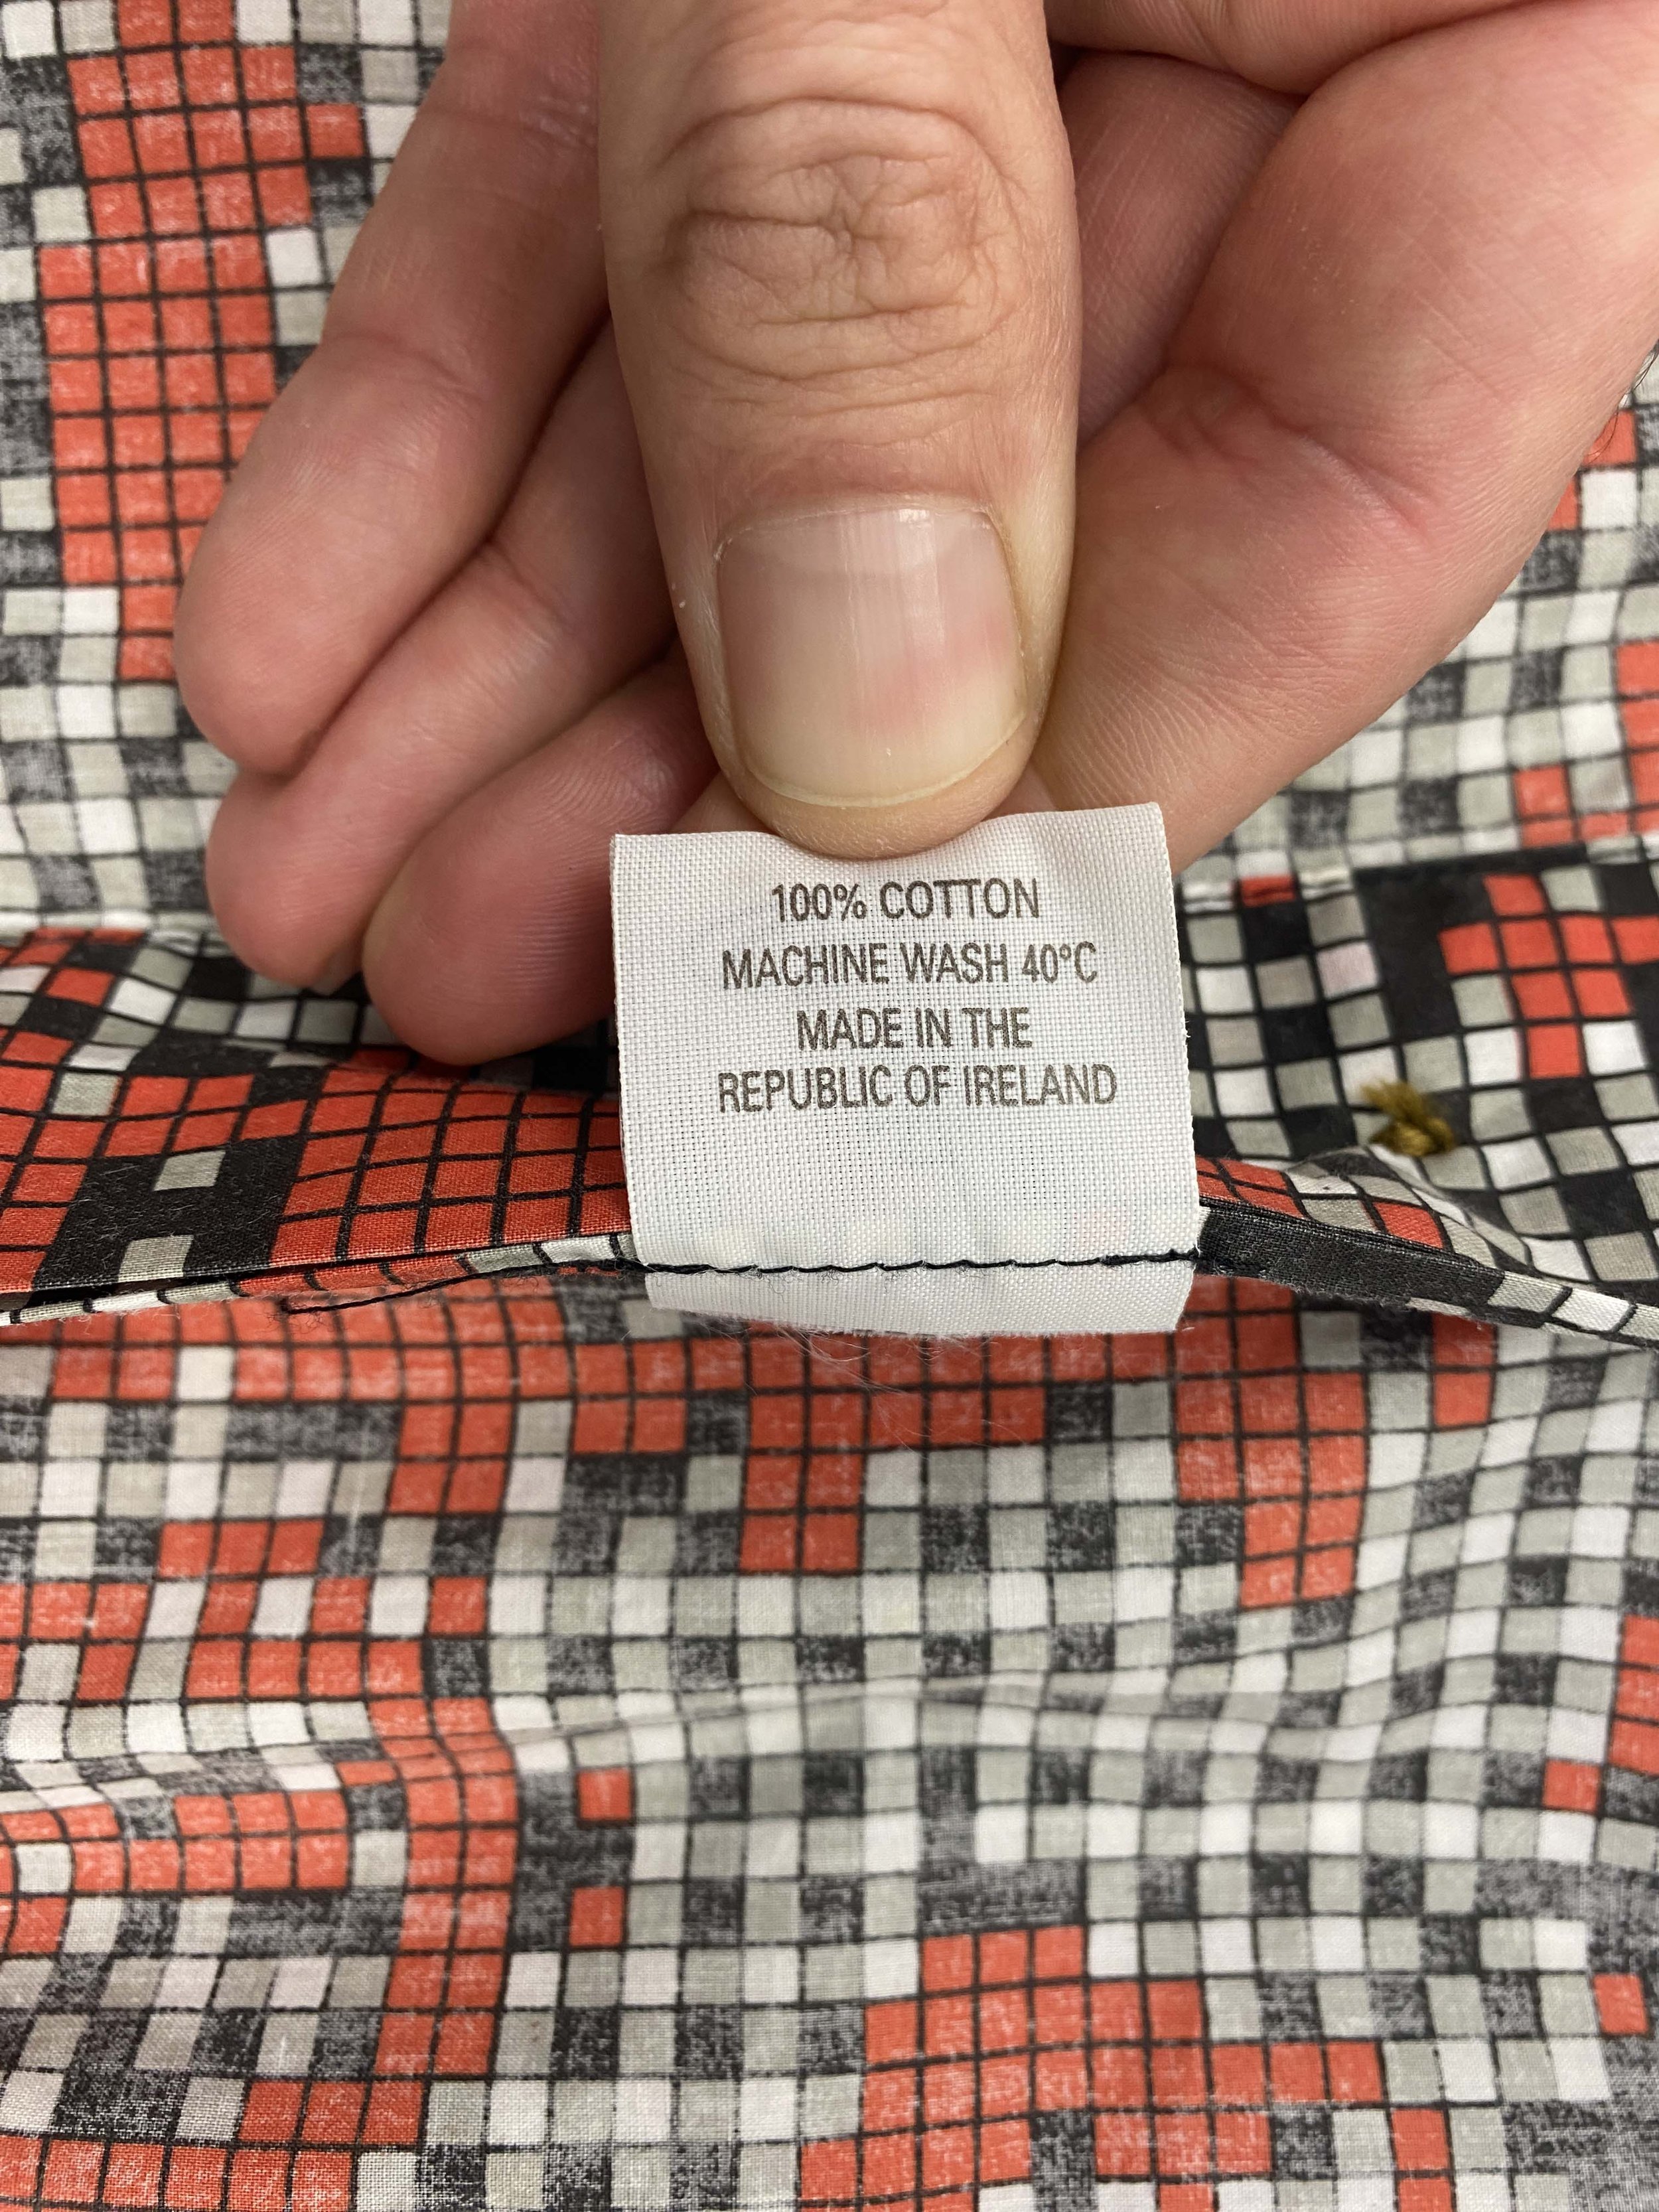 100% COTTON
MACHINE WASH 40°C
MADE IN THE
REPUBLIC OF IRELAND